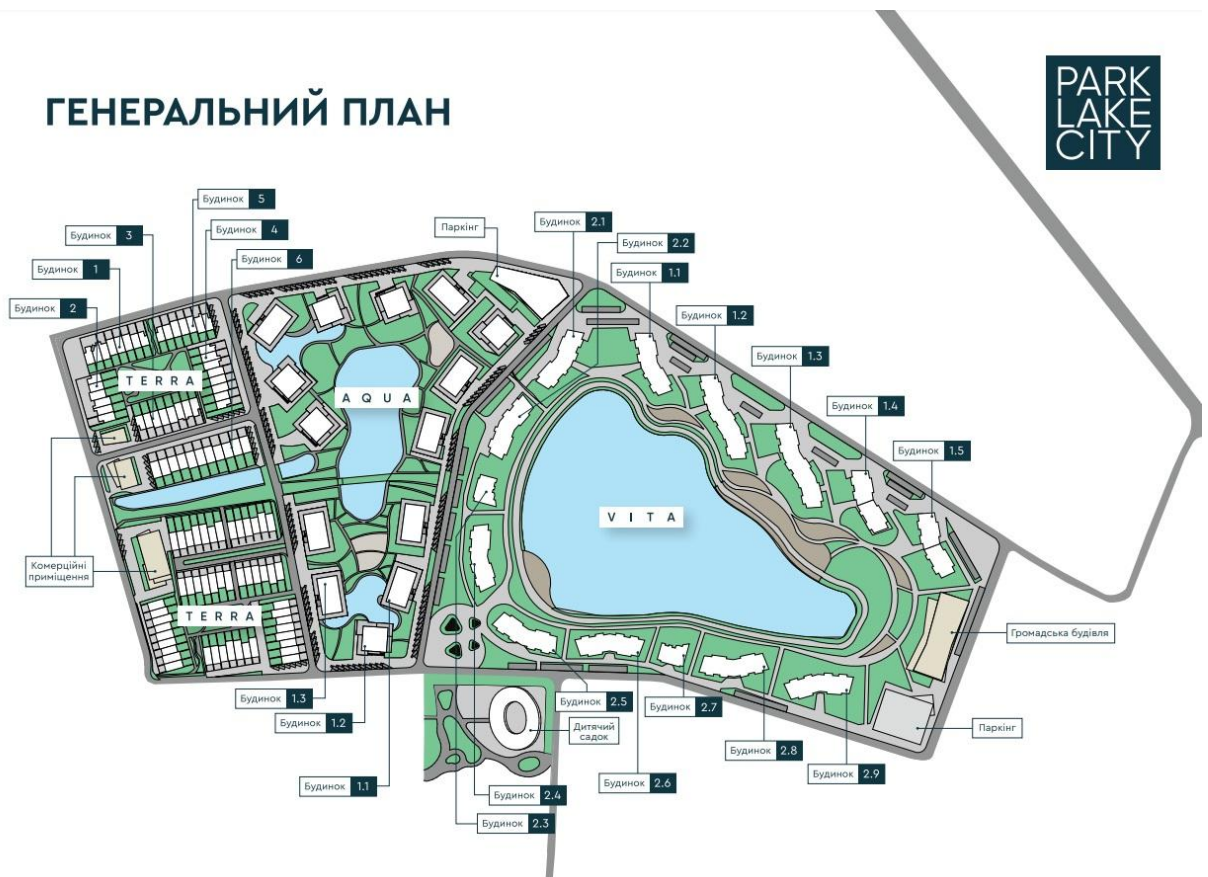 ГЕНЕРАЛЬНИЙ ПЛАН
PARK
LAKE
CITY
Будинок 5
Будинок 4
Будинок 3
Будинок 6
Будинок 1
Будинок 2
Паркінг
Будинок 2.1
Будинок 2.2
Будинок 1.1
Будинок 1.2
Будинок 1.3
Будинок 1.4
Будинок 1.5
TERRA
AQUA
VITA
Комерційні
приміщення
TERRA
Громадська будівля
Будинок 1.3
Будинок 1.2
Будинок 1.1
Дитячий
садок
Будинок 2.5
Будинок 2.7
Паркінг
Будинок 2.8
Будинок 2.9
Будинок 2.6
Будинок 2.4
Будинок 2.3